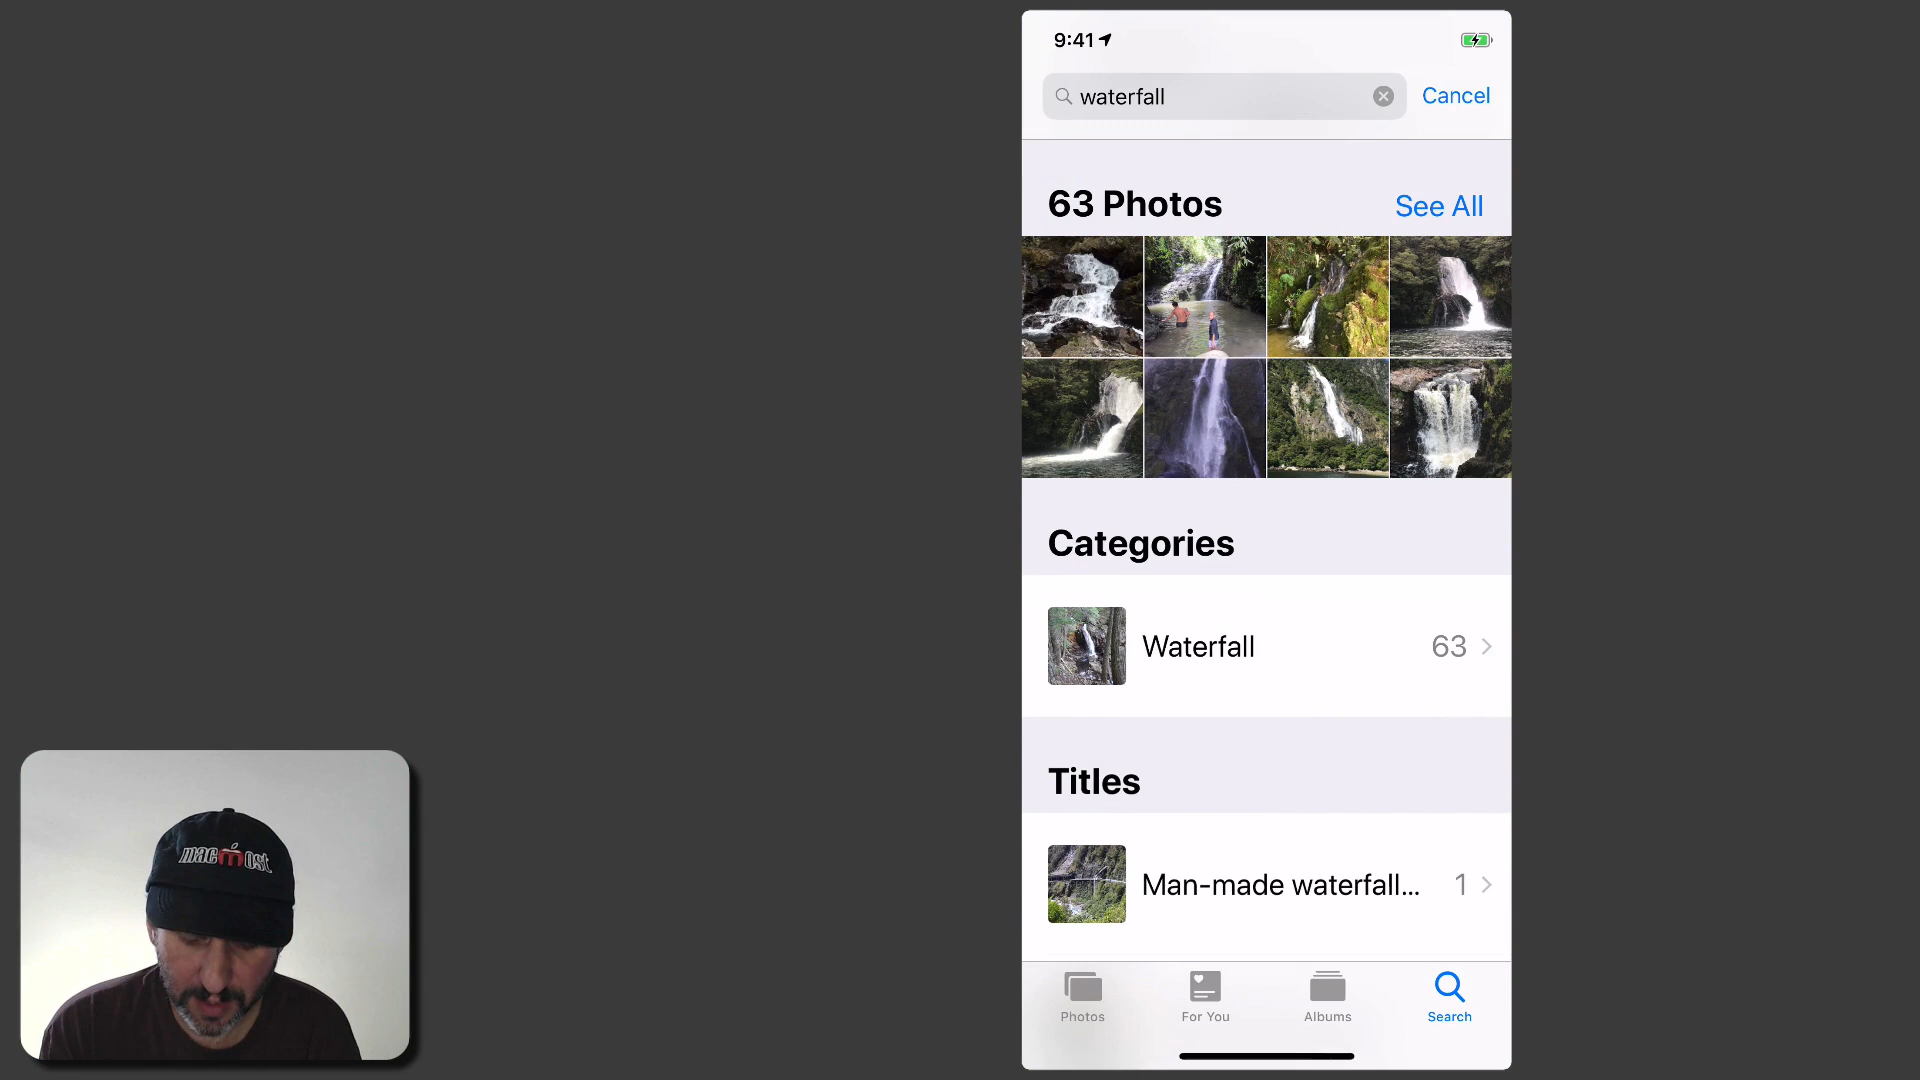 9:41
waterfall
Cancel
63 Photos
See All
Categories
Waterfall
63
Titles
Man-made waterfall...
1
Photos
For You
Albums
Search
macmost